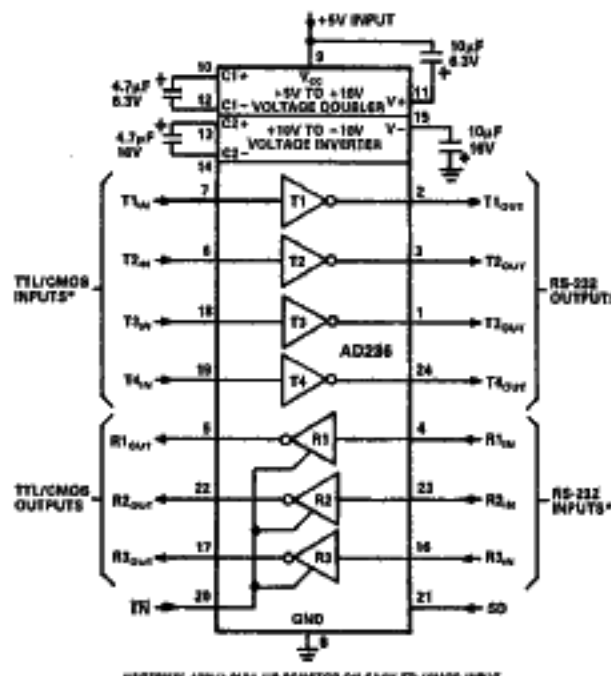 +5V INPUT
10µF
6.3V
9
VCC
10
C1+
4.7µF
6.3V
12
C1−
+5V TO +10V
VOLTAGE DOUBLER
V+
11
4.7µF
16V
13
C2+
14
C2−
+10V TO −10V
VOLTAGE INVERTER
V−
15
10µF
16V
TTL/CMOS
INPUTS*
T1IN 7 T1 2 T1OUT
T2IN 6 T2 3 T2OUT
T3IN 18 T3 1 T3OUT
T4IN 19 T4 24 T4OUT
RS-232
OUTPUTS
TTL/CMOS
OUTPUTS
R1OUT 5 R1 4 R1IN
R2OUT 22 R2 23 R2IN
R3OUT 17 R3 16 R3IN
RS-232
INPUTS*
EN 20
21 SD
GND
8